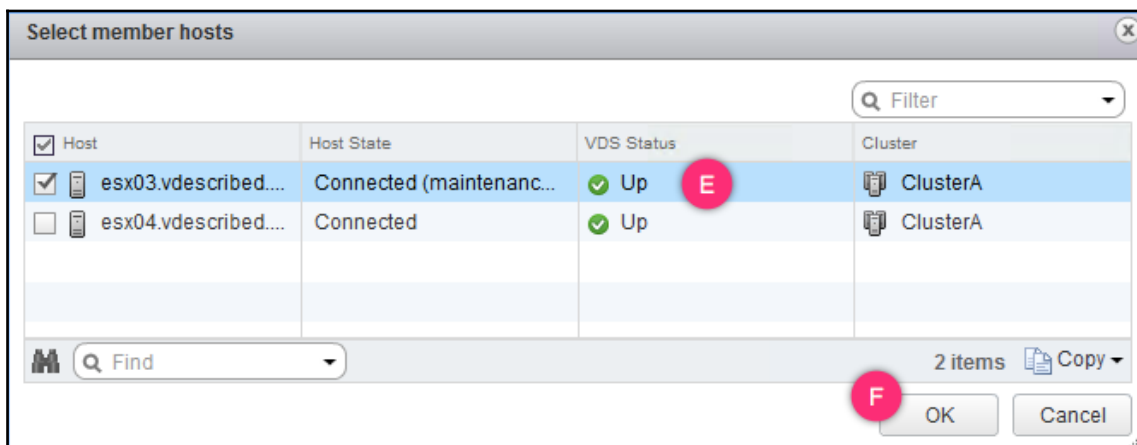 Select member hosts
Filter
Host Host State VDS Status Cluster
esx03.vdescribed.... Connected (maintenanc... Up E ClusterA
esx04.vdescribed.... Connected Up ClusterA
Find 2 items Copy
F OK Cancel